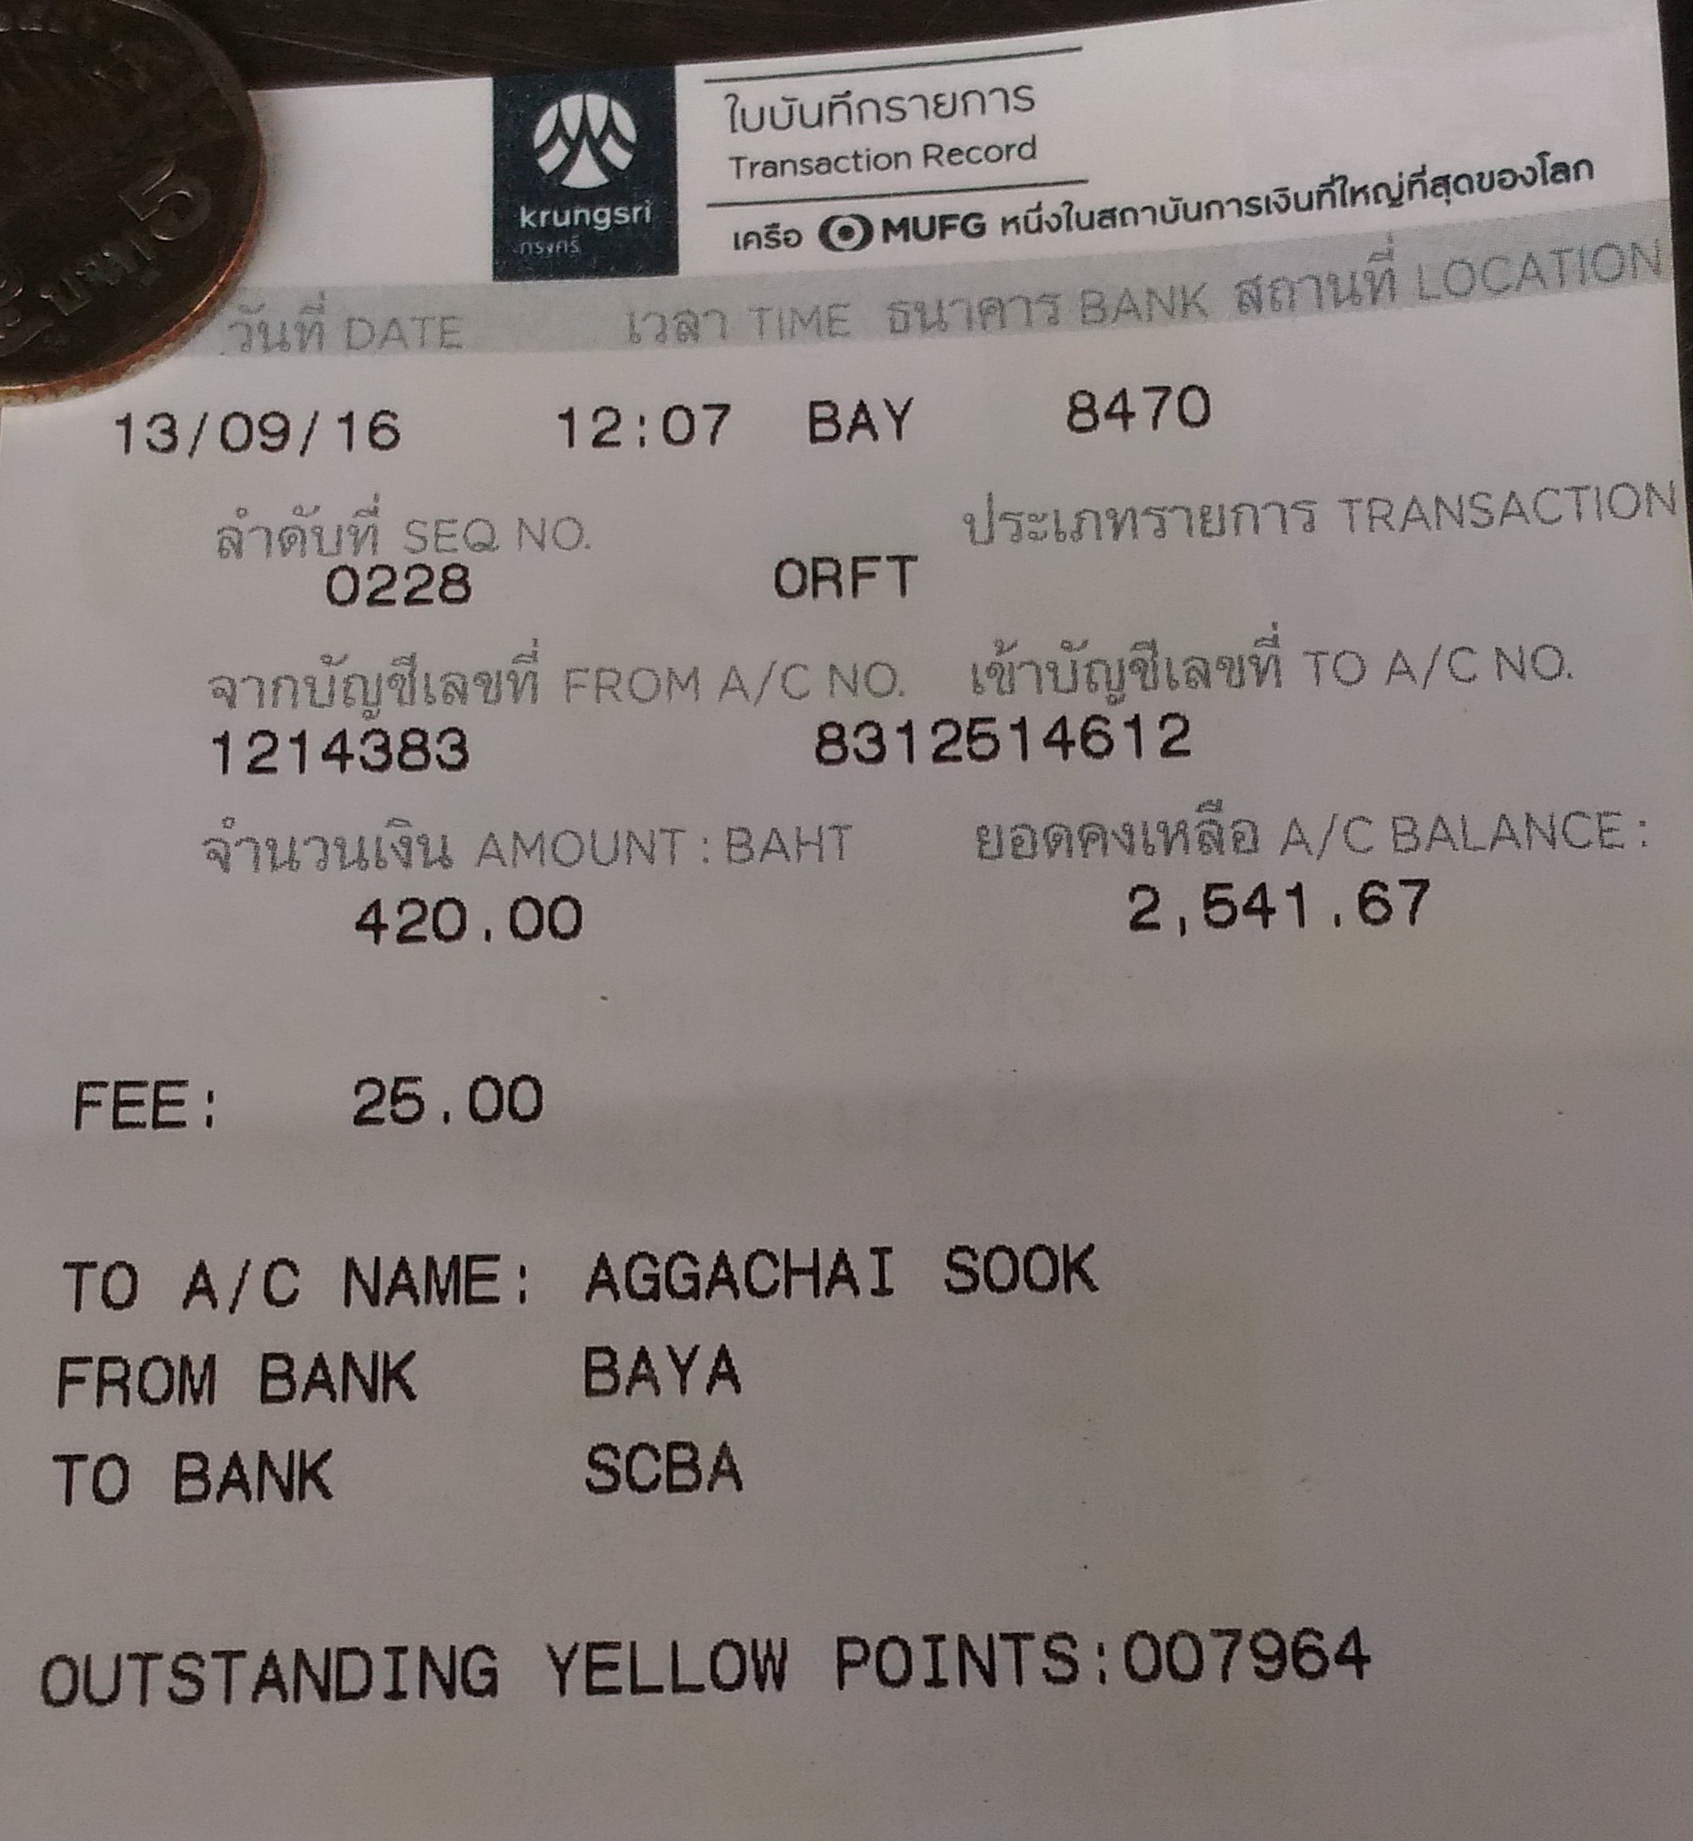 ใบบันทึกรายการ
Transaction Record
krungsri
กรุงศรี
เครือ MUFG หนึ่งในสถาบันการเงินที่ใหญ่ที่สุดของโลก
วันที่ DATE เวลา TIME ธนาคาร BANK สถานที่ LOCATION
13/09/16 12:07 BAY 8470
ลำดับที่ SEQ NO. ประเภทรายการ TRANSACTION
0228 ORFT
จากบัญชีเลขที่ FROM A/C NO. เข้าบัญชีเลขที่ TO A/C NO.
1214383 8312514612
จำนวนเงิน AMOUNT : BAHT ยอดคงเหลือ A/C BALANCE :
420.00 2,541.67
FEE: 25.00
TO A/C NAME: AGGACHAI SOOK
FROM BANK BAYA
TO BANK SCBA
OUTSTANDING YELLOW POINTS:007964
บาท 5